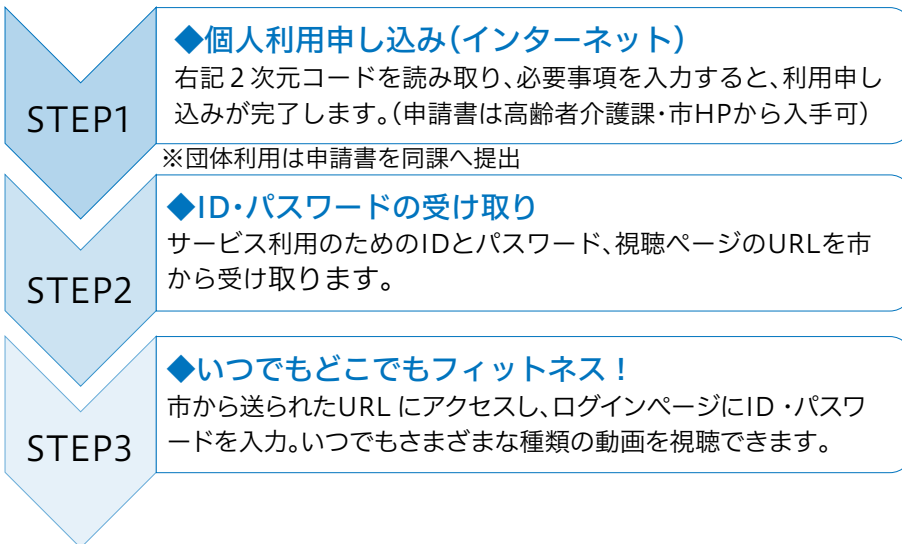 STEP1
◆個人利用申し込み(インターネット)
右記2次元コードを読み取り、必要事項を入力すると、利用申し
込みが完了します。(申請書は高齢者介護課・市HPから入手可)
※団体利用は申請書を同課へ提出
STEP2
◆ID・パスワードの受け取り
サービス利用のためのIDとパスワード、視聴ページのURLを市
から受け取ります。
STEP3
◆いつでもどこでもフィットネス!
市から送られたURL にアクセスし、ログインページにID ・パスワ
ードを入力。いつでもさまざまな種類の動画を視聴できます。